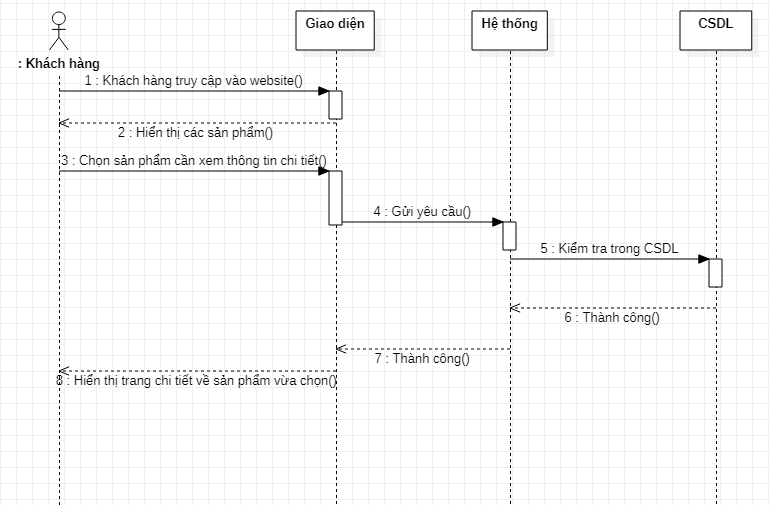 Giao diện
Hệ thống
CSDL
: Khách hàng
1 : Khách hàng truy cập vào website()
2 : Hiển thị các sản phẩm()
3 : Chọn sản phẩm cần xem thông tin chi tiết()
4 : Gửi yêu cầu()
5 : Kiểm tra trong CSDL
6 : Thành công()
7 : Thành công()
8 : Hiển thị trang chi tiết về sản phẩm vừa chọn()